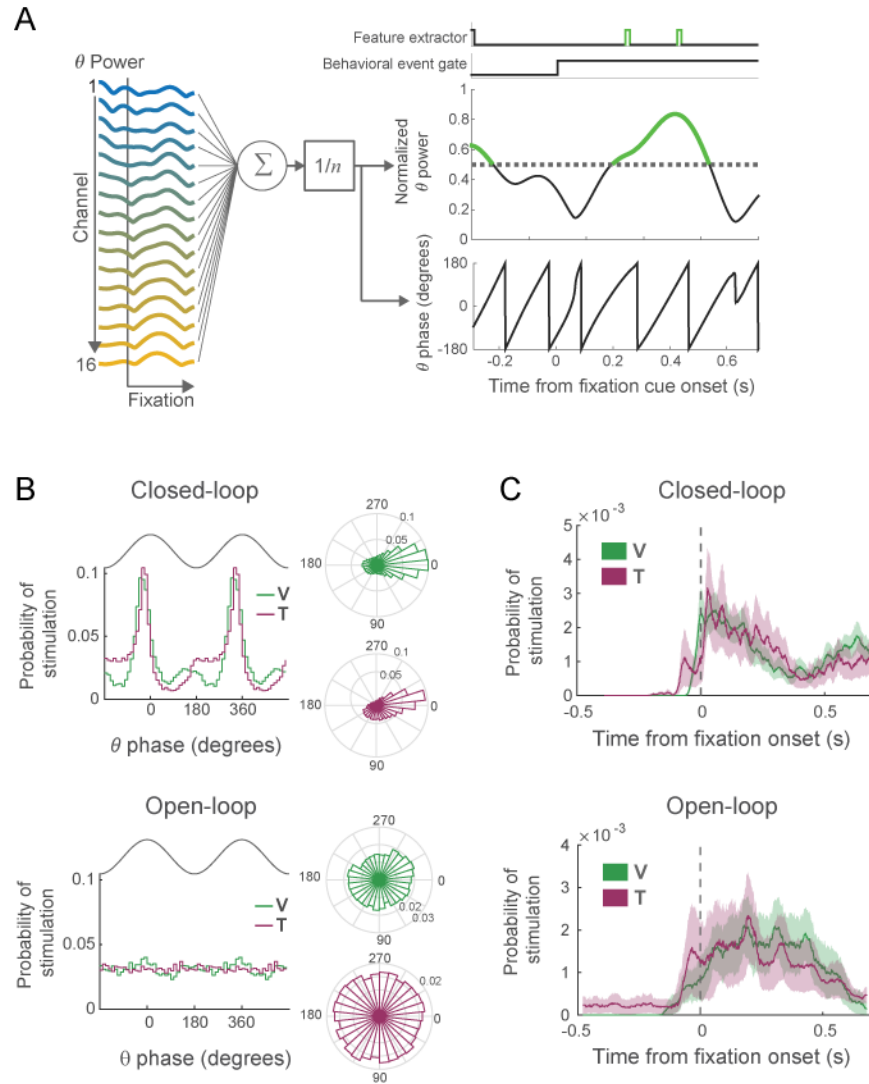 A
θ Power
1
Channel
16
Fixation
Σ
1/n
Feature extractor
Behavioral event gate
Normalized
θ power
1
0.8
0.6
0.4
0.2
0
θ phase (degrees)
180
0
-180
-0.2 0 0.2 0.4 0.6
Time from fixation cue onset (s)
B
Closed-loop
Probability of
stimulation
0.1
0.05
0
V
T
0 180 360
θ phase (degrees)
270
0.1
0.05
180
0
90
270
0.1
0.05
180
0
90
Open-loop
Probability of
stimulation
0.1
0.05
0
V
T
0 180 360
θ phase (degrees)
270
180
0
0.02
0.03
90
270
0.02
180
0
90
C
Closed-loop
× 10⁻³
Probability of
stimulation
5
4
3
2
1
0
V
T
-0.5 0 0.5
Time from fixation onset (s)
Open-loop
× 10⁻³
Probability of
stimulation
4
3
2
1
0
V
T
-0.5 0 0.5
Time from fixation onset (s)